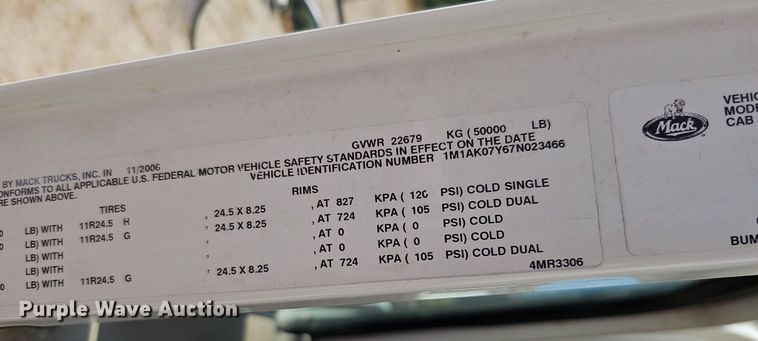 GVWR 22679 KG ( 50000 LB)
BY MACK TRUCKS, INC. IN 11/2006
CONFORMS TO ALL APPLICABLE U.S. FEDERAL MOTOR VEHICLE SAFETY STANDARDS IN EFFECT ON THE DATE
RE SHOWN ABOVE. VEHICLE IDENTIFICATION NUMBER 1M1AK07Y67N023466
TIRES RIMS
0 LB) WITH 11R24.5 H , 24.5 X 8.25 , AT 827 KPA ( 120 PSI) COLD SINGLE
0 LB) WITH 11R24.5 G , 24.5 X 8.25 , AT 724 KPA ( 105 PSI) COLD DUAL
LB) WITH , , AT 0 KPA ( 0 PSI) COLD
LB) WITH , , AT 0 KPA ( 0 PSI) COLD
0 LB) WITH 11R24.5 G , 24.5 X 8.25 , AT 724 KPA ( 105 PSI) COLD DUAL
4MR3306
Mack
VEHIC
MODE
CAB
BUM
Purple Wave Auction